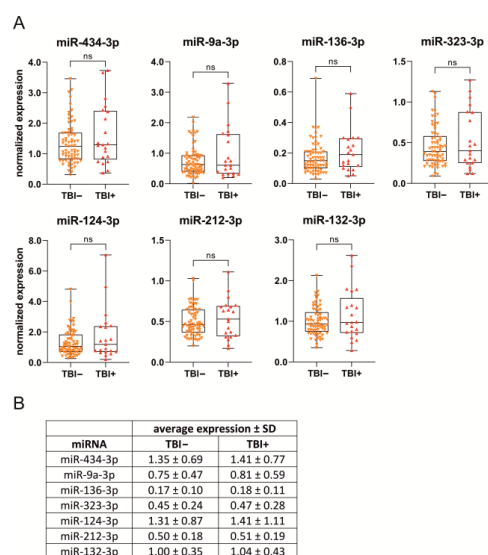 A
miR-434-3p
miR-9a-3p
miR-136-3p
miR-323-3p
normalized expression
4.0
3.0
2.0
1.0
0.0
ns
TBI− TBI+
4.0
3.0
2.0
1.0
0.0
ns
TBI− TBI+
0.8
0.6
0.4
0.2
0.0
ns
TBI− TBI+
1.5
1.0
0.5
0.0
ns
TBI− TBI+
miR-124-3p
miR-212-3p
miR-132-3p
normalized expression
8.0
6.0
4.0
2.0
0.0
ns
TBI− TBI+
1.5
1.0
0.5
0.0
ns
TBI− TBI+
3.0
2.0
1.0
0.0
ns
TBI− TBI+
B
average expression ± SD
miRNA TBI− TBI+
miR-434-3p 1.35 ± 0.69 1.41 ± 0.77
miR-9a-3p 0.75 ± 0.47 0.81 ± 0.59
miR-136-3p 0.17 ± 0.10 0.18 ± 0.11
miR-323-3p 0.45 ± 0.24 0.47 ± 0.28
miR-124-3p 1.31 ± 0.87 1.41 ± 1.11
miR-212-3p 0.50 ± 0.18 0.51 ± 0.19
miR-132-3p 1.00 ± 0.35 1.04 ± 0.43